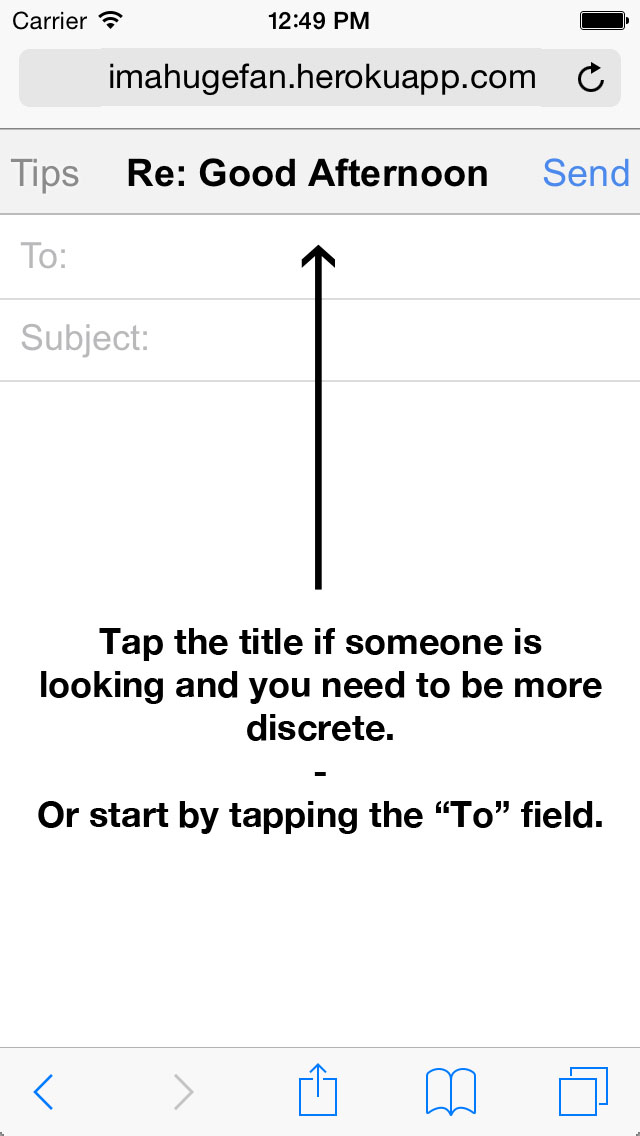 Carrier 12:49 PM
imahugefan.herokuapp.com
Tips Re: Good Afternoon Send
To:
Subject:
Tap the title if someone is
looking and you need to be more
discrete.
-
Or start by tapping the “To” field.